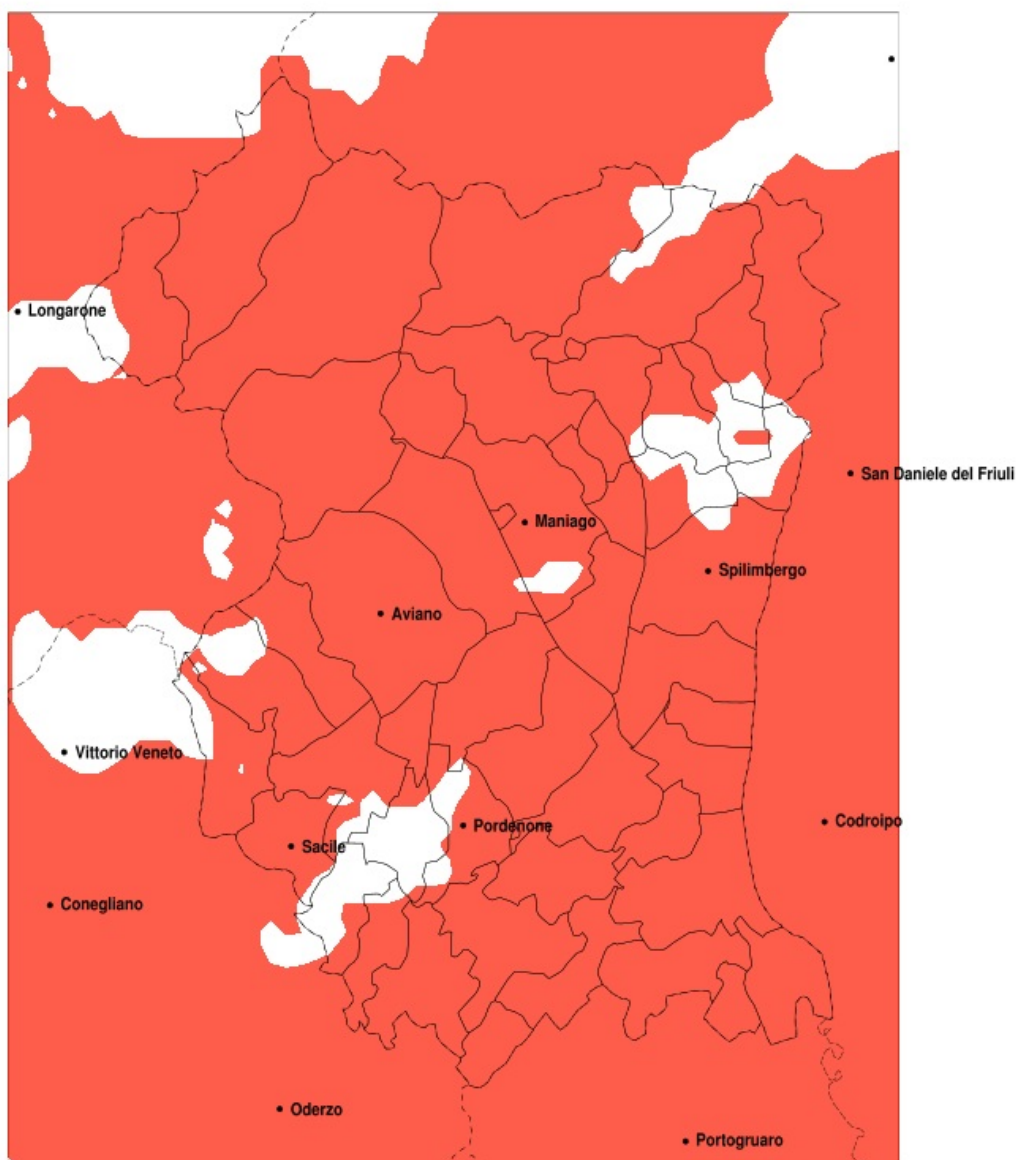 Longarone
San Daniele del Friuli
Maniago
Spilimbergo
Aviano
Vittorio Veneto
Codroipo
Pordenone
Sacile
Conegliano
Oderzo
Portogruaro